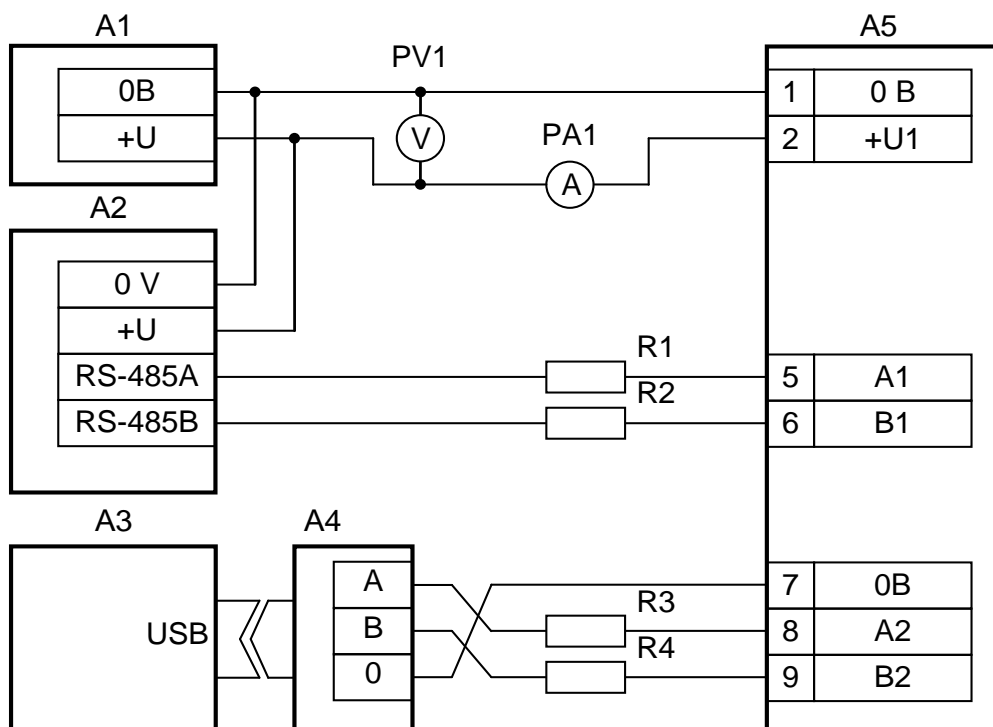 A1
A5
PV1
0В
1
0 В
+U
V
PA1
2
+U1
A
A2
0 V
+U
RS-485A
R1
5
A1
RS-485B
R2
6
B1
A3
A4
A
7
0В
USB
B
R3
8
A2
0
R4
9
B2